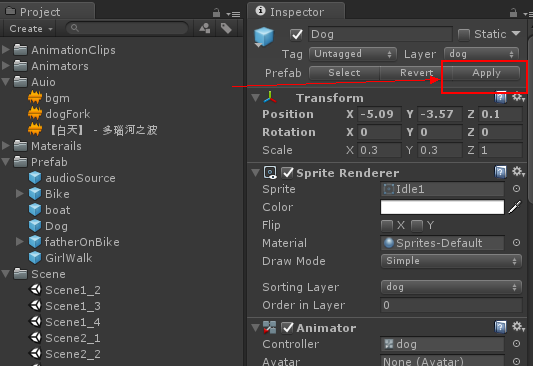 Project
Create
AnimationClips
Animators
Auio
bgm
dogFork
【白天】 - 多瑙河之波
Materails
Prefab
audioSource
Bike
boat
Dog
fatherOnBike
GirlWalk
Scene
Scene1_2
Scene1_3
Scene1_4
Scene2_1
Scene2_2
Inspector
Dog Static
Tag Untagged Layer dog
Prefab Select Revert Apply
Transform
Position X -5.09 Y -3.57 Z 0.1
Rotation X 0 Y 0 Z 0
Scale X 0.3 Y 0.3 Z 1
Sprite Renderer
Sprite Idle1
Color
Flip X Y
Material Sprites-Default
Draw Mode Simple
Sorting Layer dog
Order in Layer 0
Animator
Controller dog
Avatar None (Avatar)